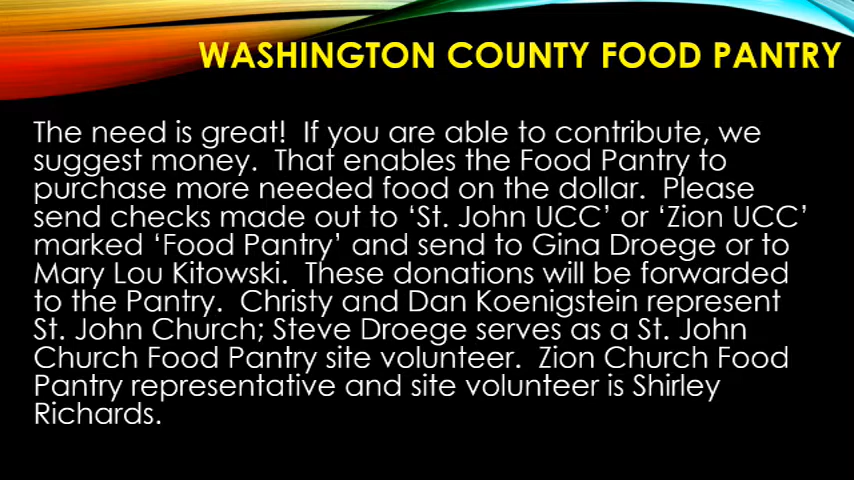 WASHINGTON COUNTY FOOD PANTRY
The need is great!  If you are able to contribute, we
suggest money.  That enables the Food Pantry to
purchase more needed food on the dollar.  Please
send checks made out to ‘St. John UCC’ or ‘Zion UCC’
marked ‘Food Pantry’ and send to Gina Droege or to
Mary Lou Kitowski.  These donations will be forwarded
to the Pantry.  Christy and Dan Koenigstein represent
St. John Church; Steve Droege serves as a St. John
Church Food Pantry site volunteer.  Zion Church Food
Pantry representative and site volunteer is Shirley
Richards.